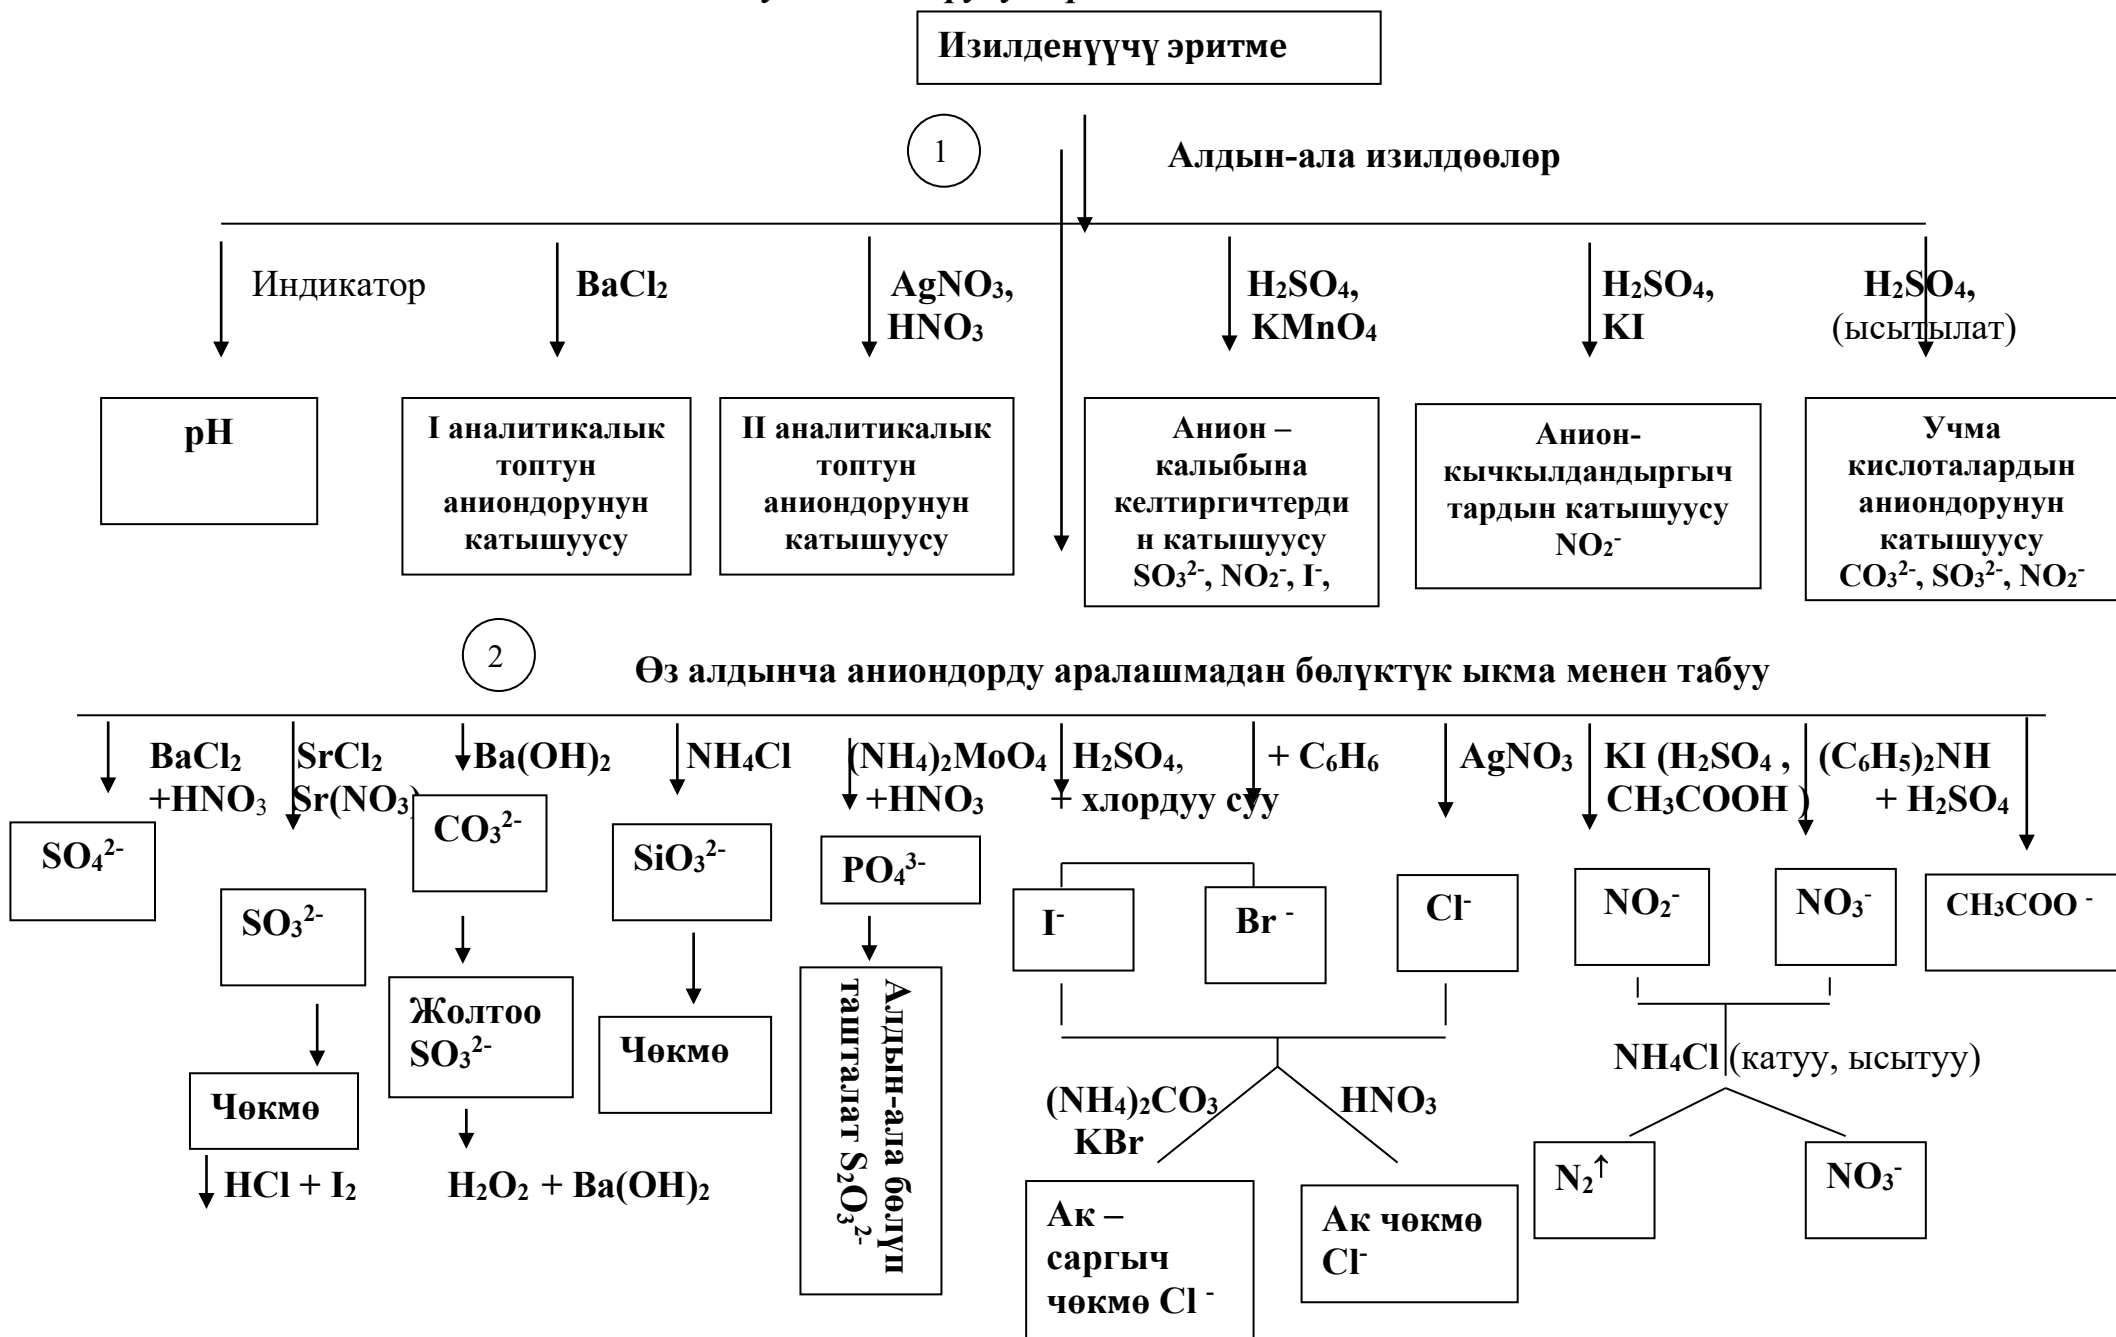 Изилденүүчү эритме
1
Алдын-ала изилдөөлөр
Индикатор
BaCl₂
AgNO₃,
HNO₃
H₂SO₄,
KMnO₄
H₂SO₄,
KI
H₂SO₄,
(ысытылат)
pH
I аналитикалык
топтун
аниондорунун
катышуусу
II аналитикалык
топтун
аниондорунун
катышуусу
Анион –
калыбына
келтиргичтерди
н катышуусу
SO₃²⁻, NO₂⁻, I⁻,
Анион-
кычкылдандыргыч
тардын катышуусу
NO₂⁻
Учма
кислоталардын
аниондорунун
катышуусу
CO₃²⁻, SO₃²⁻, NO₂⁻
2
Өз алдынча аниондорду аралашмадан бөлүктүк ыкма менен табуу
BaCl₂
+HNO₃
SrCl₂
Sr(NO₃)
Ba(OH)₂
NH₄Cl
(NH₄)₂MoO₄
+HNO₃
H₂SO₄,
+ хлордуу суу
+ C₆H₆
AgNO₃
KI (H₂SO₄ ,
CH₃COOH )
(C₆H₅)₂NH
+ H₂SO₄
SO₄²⁻
SO₃²⁻
CO₃²⁻
SiO₃²⁻
PO₄³⁻
I⁻
Br ⁻
Cl⁻
NO₂⁻
NO₃⁻
CH₃COO ⁻
Чөкмө
HCl + I₂
Жолтоо
SO₃²⁻
H₂O₂ + Ba(OH)₂
Чөкмө
Алдын-ала бөлүп
ташталат S₂O₃²⁻
(NH₄)₂CO₃
KBr
HNO₃
Ак –
саргыч
чөкмө Cl ⁻
Ак чөкмө
Cl⁻
NH₄Cl (катуу, ысытуу)
N₂↑
NO₃⁻